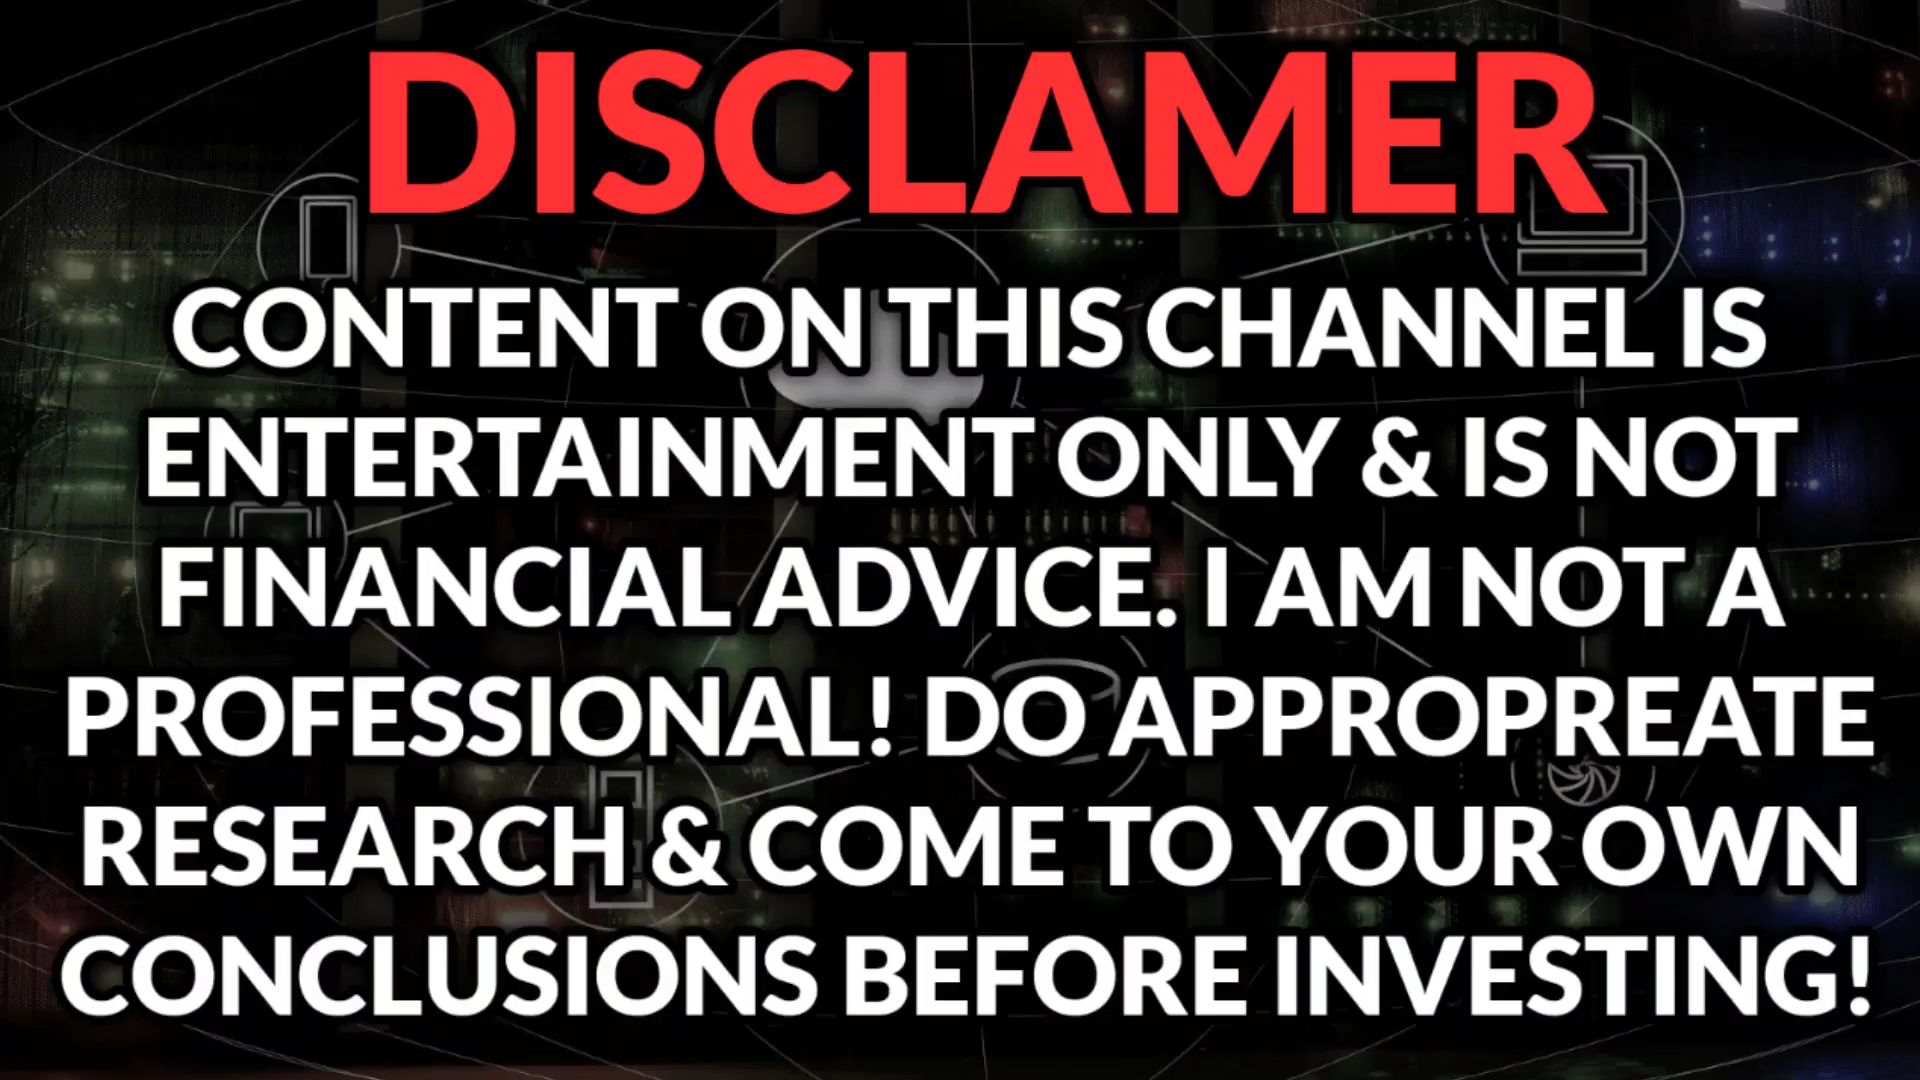 DISCLAMER
CONTENT ON THIS CHANNEL IS
ENTERTAINMENT ONLY & IS NOT
FINANCIAL ADVICE. I AM NOT A
PROFESSIONAL! DO APPROPREATE
RESEARCH & COME TO YOUR OWN
CONCLUSIONS BEFORE INVESTING!